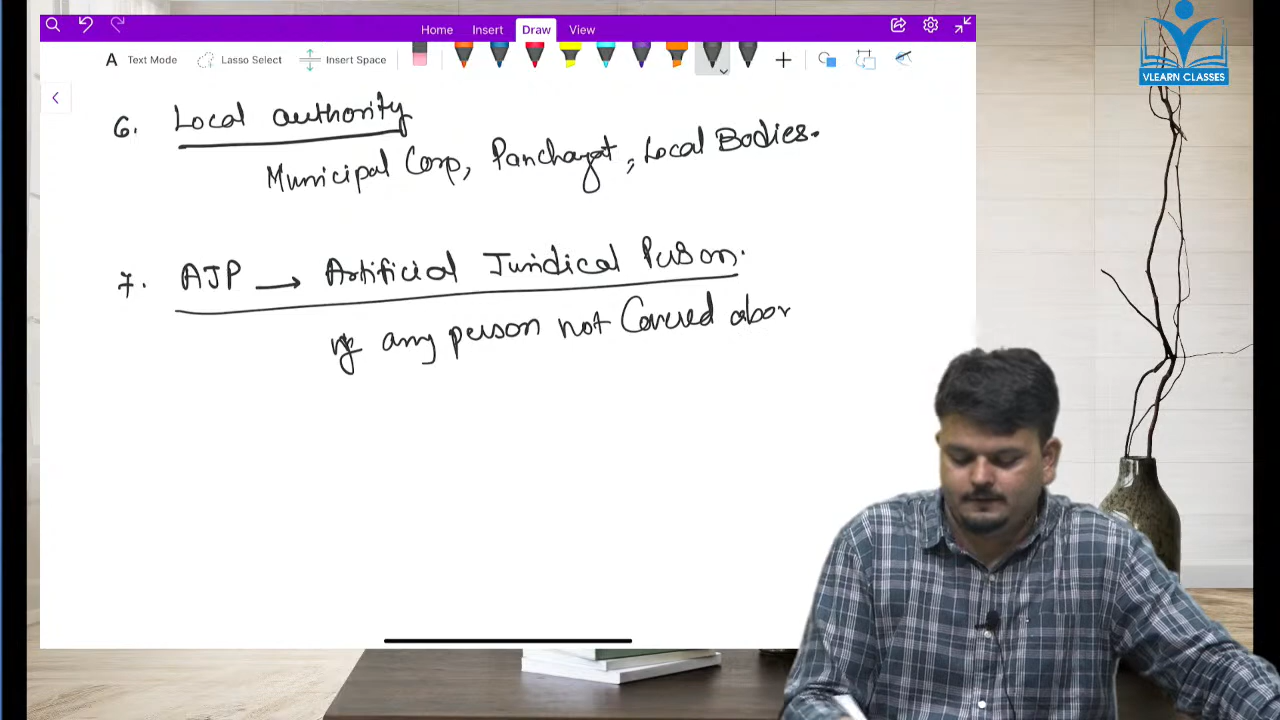 Home Insert Draw View
VLEARN CLASSES
A Text Mode Lasso Select Insert Space
6. Local authority
Municipal Corp, Panchayat, Local Bodies.
7. AJP → Artificial Juridical Person.
any person not Covered abov